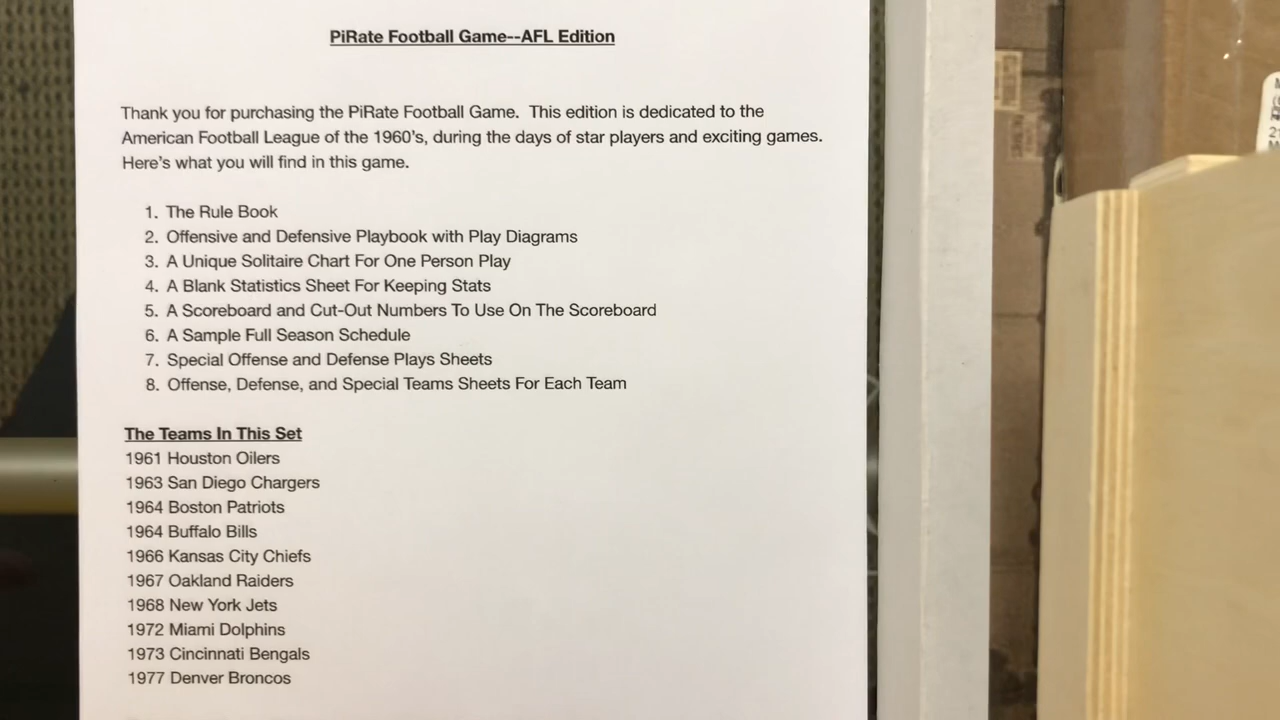 PiRate Football Game--AFL Edition
Thank you for purchasing the PiRate Football Game. This edition is dedicated to the
American Football League of the 1960's, during the days of star players and exciting games.
Here's what you will find in this game.
1. The Rule Book
2. Offensive and Defensive Playbook with Play Diagrams
3. A Unique Solitaire Chart For One Person Play
4. A Blank Statistics Sheet For Keeping Stats
5. A Scoreboard and Cut-Out Numbers To Use On The Scoreboard
6. A Sample Full Season Schedule
7. Special Offense and Defense Plays Sheets
8. Offense, Defense, and Special Teams Sheets For Each Team
The Teams In This Set
1961 Houston Oilers
1963 San Diego Chargers
1964 Boston Patriots
1964 Buffalo Bills
1966 Kansas City Chiefs
1967 Oakland Raiders
1968 New York Jets
1972 Miami Dolphins
1973 Cincinnati Bengals
1977 Denver Broncos